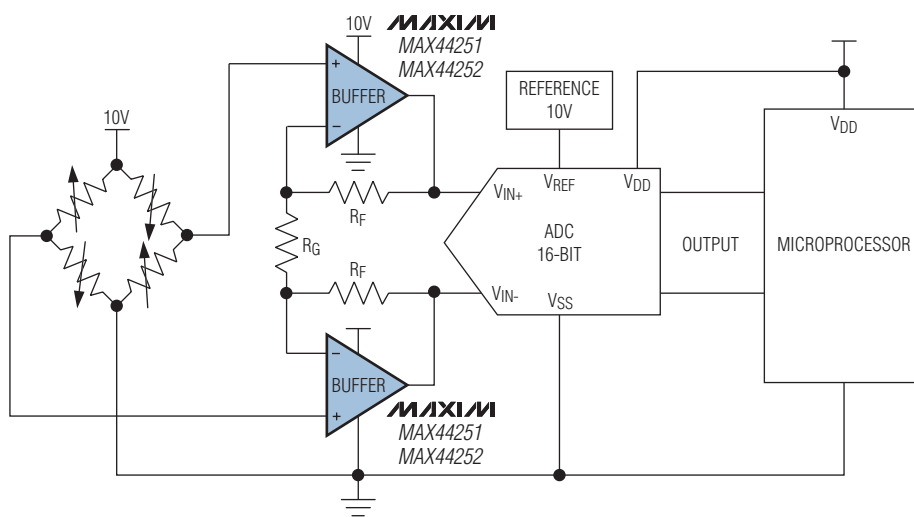 10V
MAXIM
MAX44251
MAX44252
+
BUFFER
−
10V
REFERENCE
10V
VDD
RF
VIN+
VREF
VDD
RG
ADC
16-BIT
OUTPUT
MICROPROCESSOR
RF
VIN-
VSS
−
BUFFER
+
MAXIM
MAX44251
MAX44252